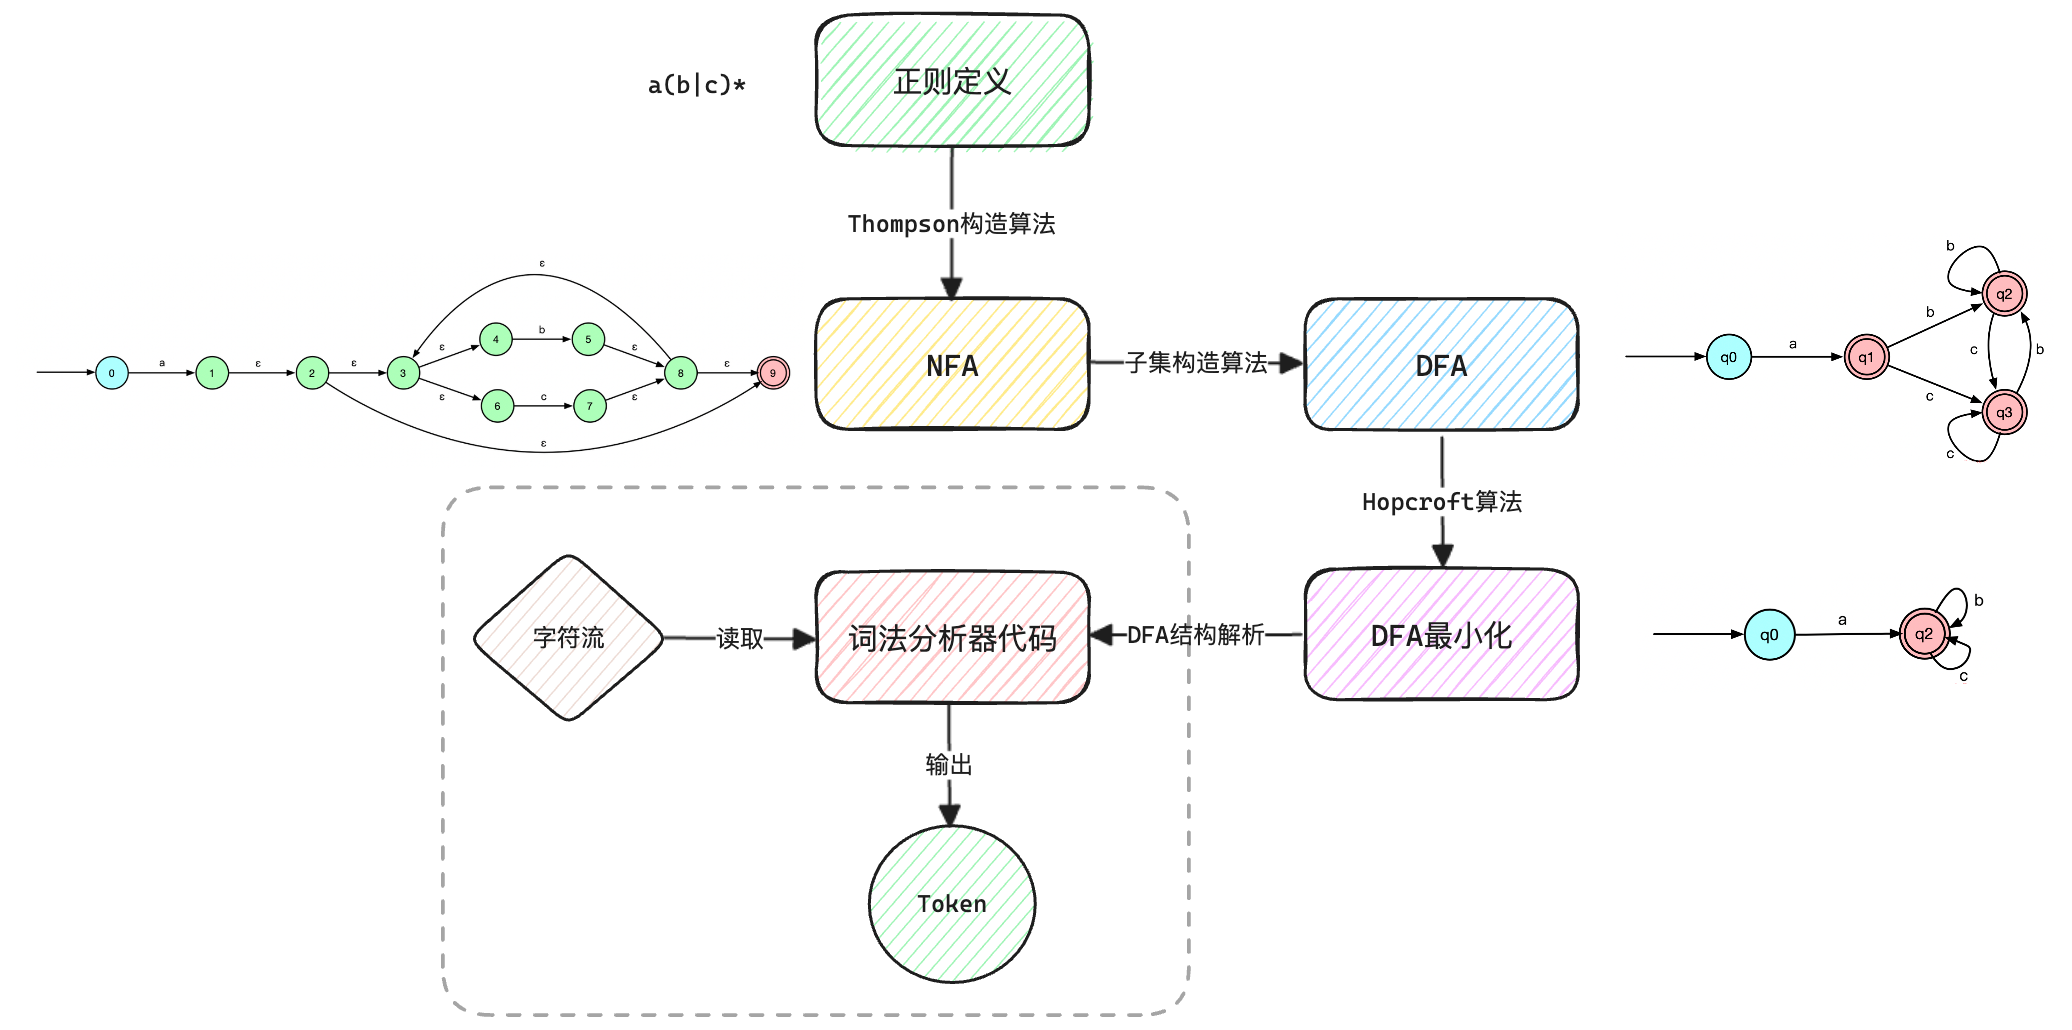 a(b|c)*
正则定义
Thompson构造算法
ε
0
a
1
ε
2
ε
3
ε
4
b
5
ε
ε
6
c
7
ε
8
ε
9
ε
NFA
子集构造算法
DFA
q0
a
q1
b
c
b
q2
c
b
q3
c
Hopcroft算法
字符流
读取
词法分析器代码
DFA结构解析
DFA最小化
q0
a
q2
b
c
输出
Token